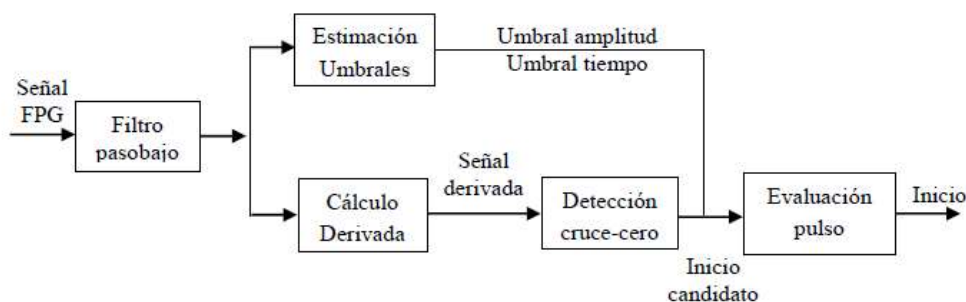 Señal
FPG
Filtro
pasobajo
Estimación
Umbrales
Umbral amplitud
Umbral tiempo
Cálculo
Derivada
Señal
derivada
Detección
cruce-cero
Inicio
candidato
Evaluación
pulso
Inicio